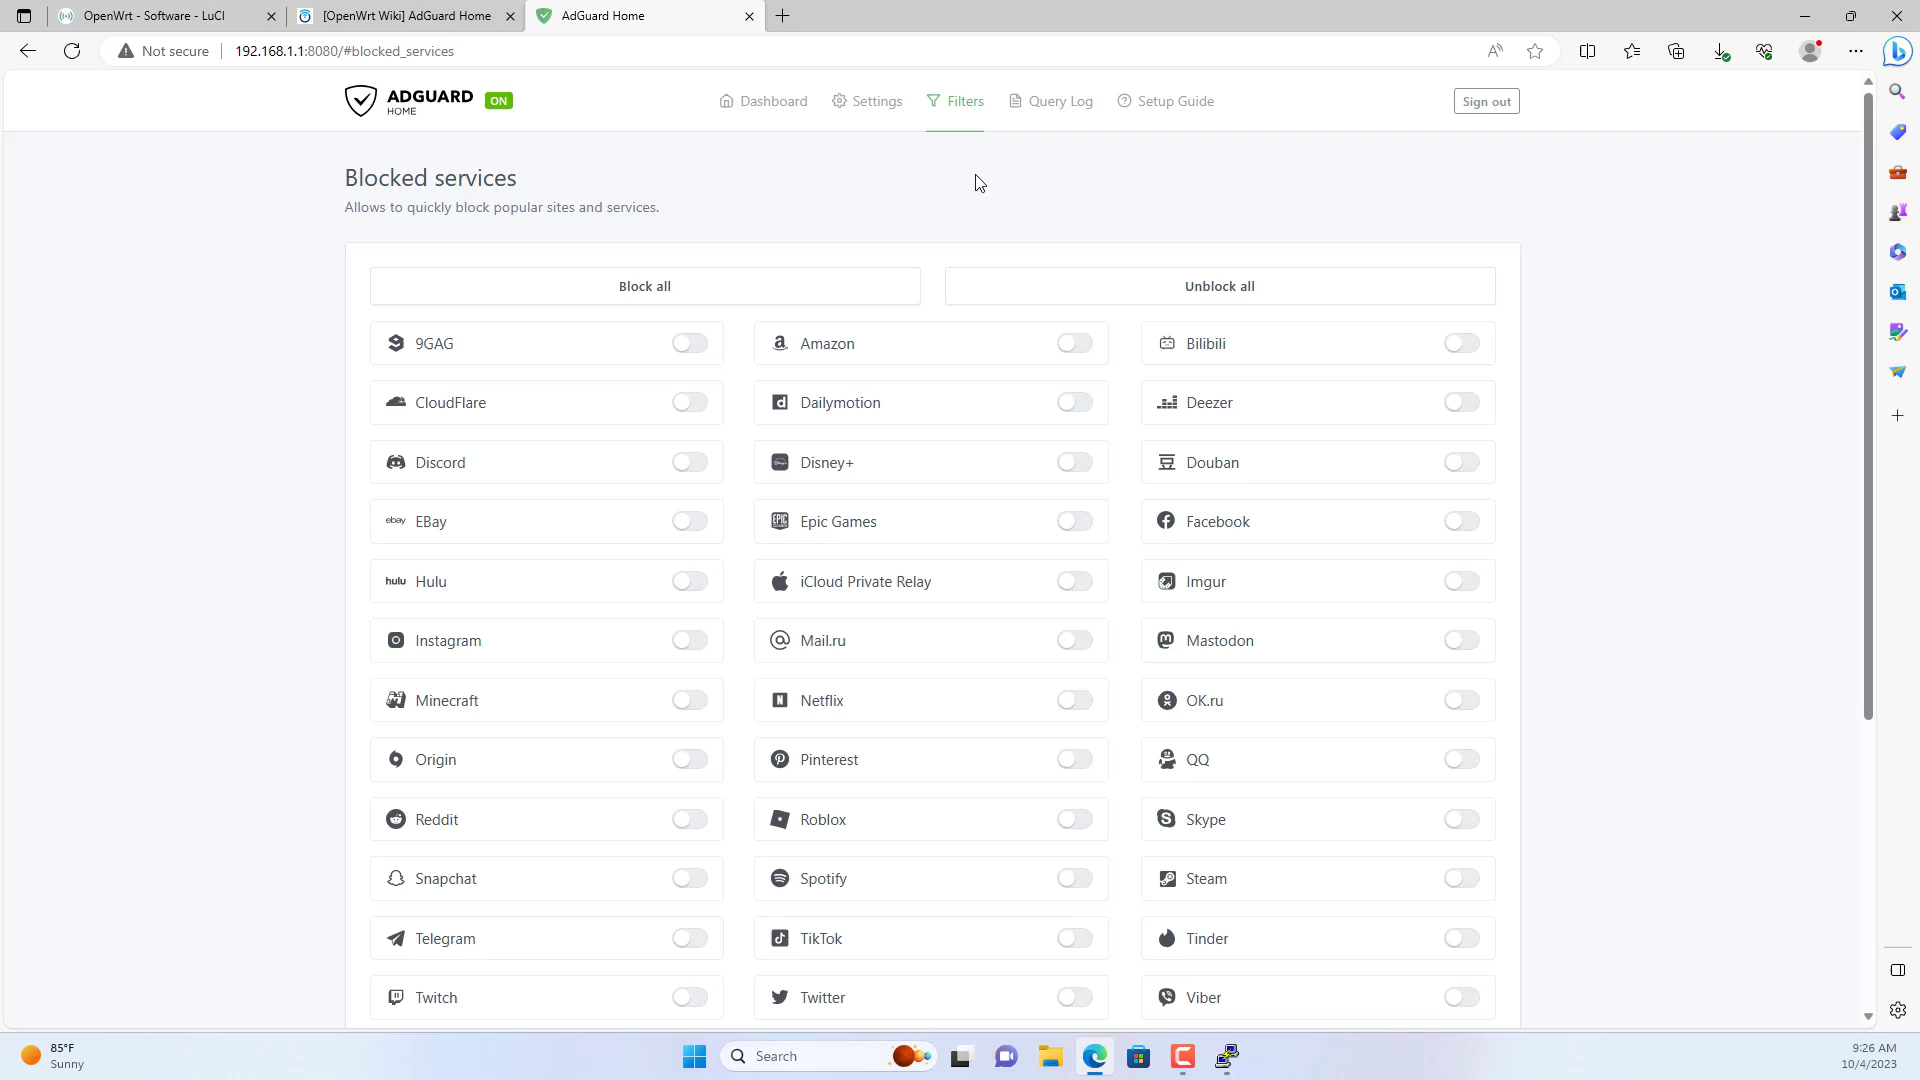 OpenWrt - Software - LuCI
[OpenWrt Wiki] AdGuard Home
AdGuard Home
Not secure
192.168.1.1:8080/#blocked_services
ADGUARD
HOME
ON
Dashboard
Settings
Filters
Query Log
Setup Guide
Sign out
Blocked services
Allows to quickly block popular sites and services.
Block all
Unblock all
9GAG
Amazon
Bilibili
CloudFlare
Dailymotion
Deezer
Discord
Disney+
Douban
ebay EBay
EPIC GAMES Epic Games
Facebook
hulu Hulu
iCloud Private Relay
Imgur
Instagram
Mail.ru
Mastodon
Minecraft
Netflix
OK.ru
Origin
Pinterest
QQ
Reddit
Roblox
Skype
Snapchat
Spotify
Steam
Telegram
TikTok
Tinder
Twitch
Twitter
Viber
85°F
Sunny
Search
9:26 AM
10/4/2023